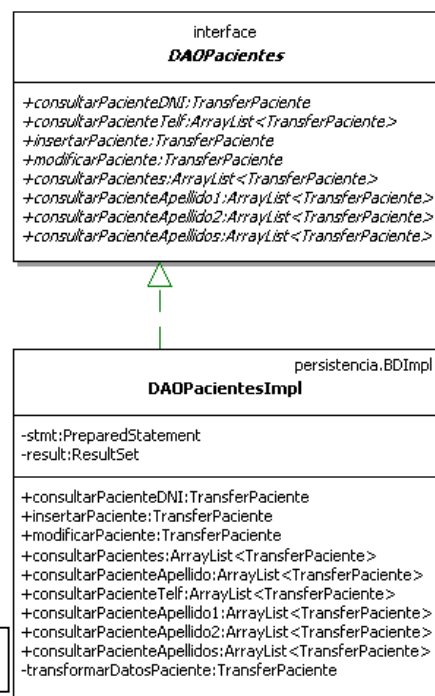 interface
DAOPacientes
+consultarPacienteDNI:TransferPaciente
+consultarPacienteTelf:ArrayList<TransferPaciente>
+insertarPaciente:TransferPaciente
+modificarPaciente:TransferPaciente
+consultarPacientes:ArrayList<TransferPaciente>
+consultarPacienteApellido1:ArrayList<TransferPaciente>
+consultarPacienteApellido2:ArrayList<TransferPaciente>
+consultarPacienteApellidos:ArrayList<TransferPaciente>
persistencia.BDImpl
DAOPacientesImpl
-stmt:PreparedStatement
-result:ResultSet
+consultarPacienteDNI:TransferPaciente
+insertarPaciente:TransferPaciente
+modificarPaciente:TransferPaciente
+consultarPacientes:ArrayList<TransferPaciente>
+consultarPacienteApellido:ArrayList<TransferPaciente>
+consultarPacienteTelf:ArrayList<TransferPaciente>
+consultarPacienteApellido1:ArrayList<TransferPaciente>
+consultarPacienteApellido2:ArrayList<TransferPaciente>
+consultarPacienteApellidos:ArrayList<TransferPaciente>
-transformarDatosPaciente:TransferPaciente